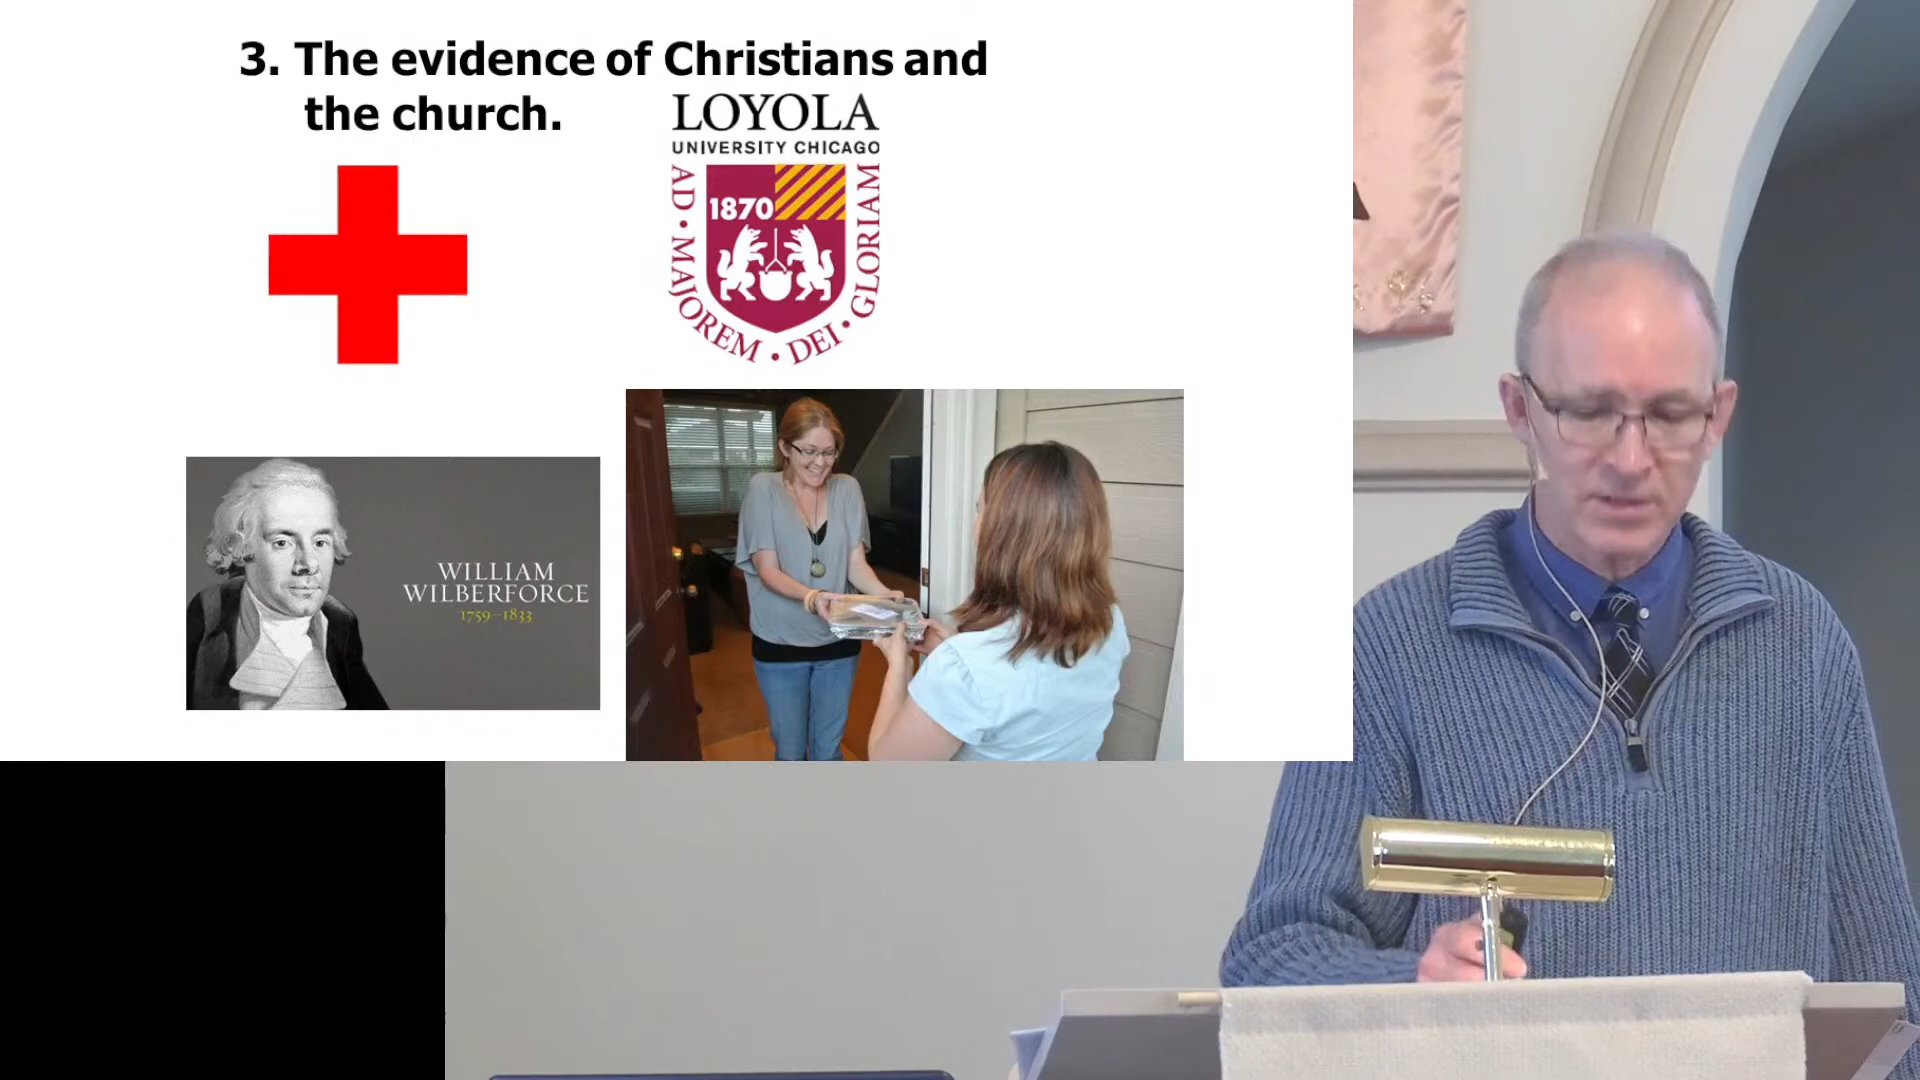 3. The evidence of Christians and
the church.
LOYOLA
UNIVERSITY CHICAGO
AD • MAJOREM • DEI • GLORIAM
1870
WILLIAM
WILBERFORCE
1759–1833